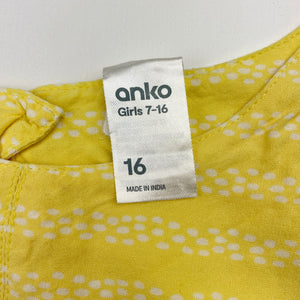 anko
Girls 7-16
16
MADE IN INDIA